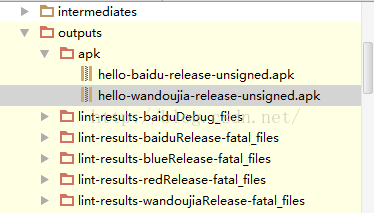 intermediates
outputs
apk
hello-baidu-release-unsigned.apk
hello-wandoujia-release-unsigned.apk
lint-results-baiduDebug_files
lint-results-baiduRelease-fatal_files
lint-results-blueRelease-fatal_files
lint-results-redRelease-fatal_files
lint-results-wandoujiaRelease-fatal_files